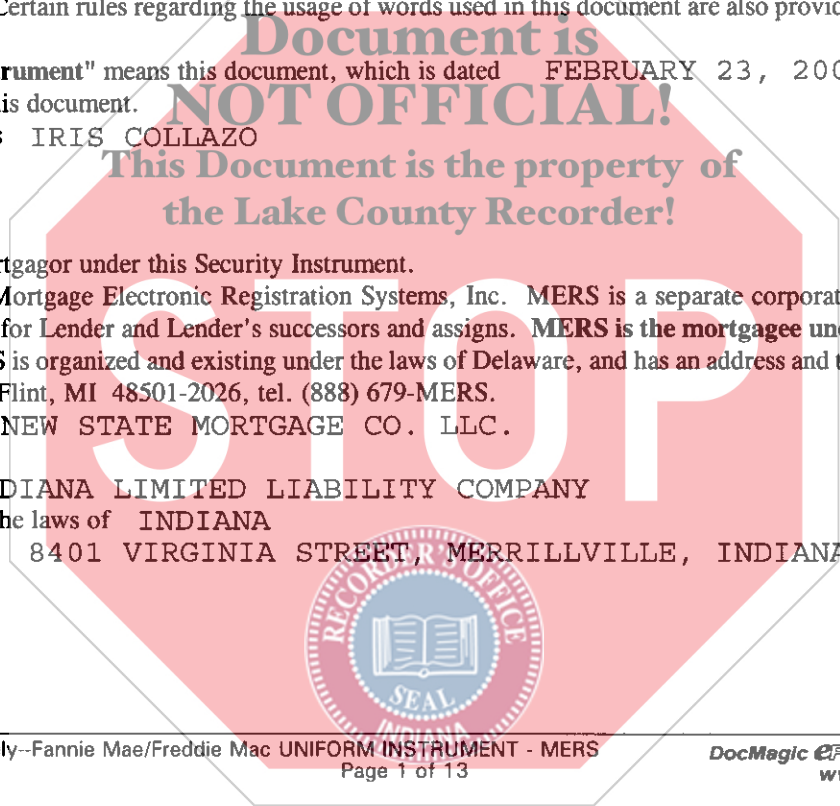 Certain rules regarding the usage of words used in this document are also provid
Document is
rument" means this document, which is dated FEBRUARY 23, 200
is document.
NOT OFFICIAL!
IRIS COLLAZO
This Document is the property of
the Lake County Recorder!
rtgagor under this Security Instrument.
Mortgage Electronic Registration Systems, Inc. MERS is a separate corporat
for Lender and Lender's successors and assigns. MERS is the mortgagee un
S is organized and existing under the laws of Delaware, and has an address and
Flint, MI 48501-2026, tel. (888) 679-MERS.
STOP
NEW STATE MORTGAGE CO. LLC.
DIANA LIMITED LIABILITY COMPANY
he laws of INDIANA
8401 VIRGINIA STREET, MERRILLVILLE, INDIANA
RECORDER'S OFFICE
SEAL
INDIANA
ly--Fannie Mae/Freddie Mac UNIFORM INSTRUMENT - MERS
DocMagic eF
Page 1 of 13
ww